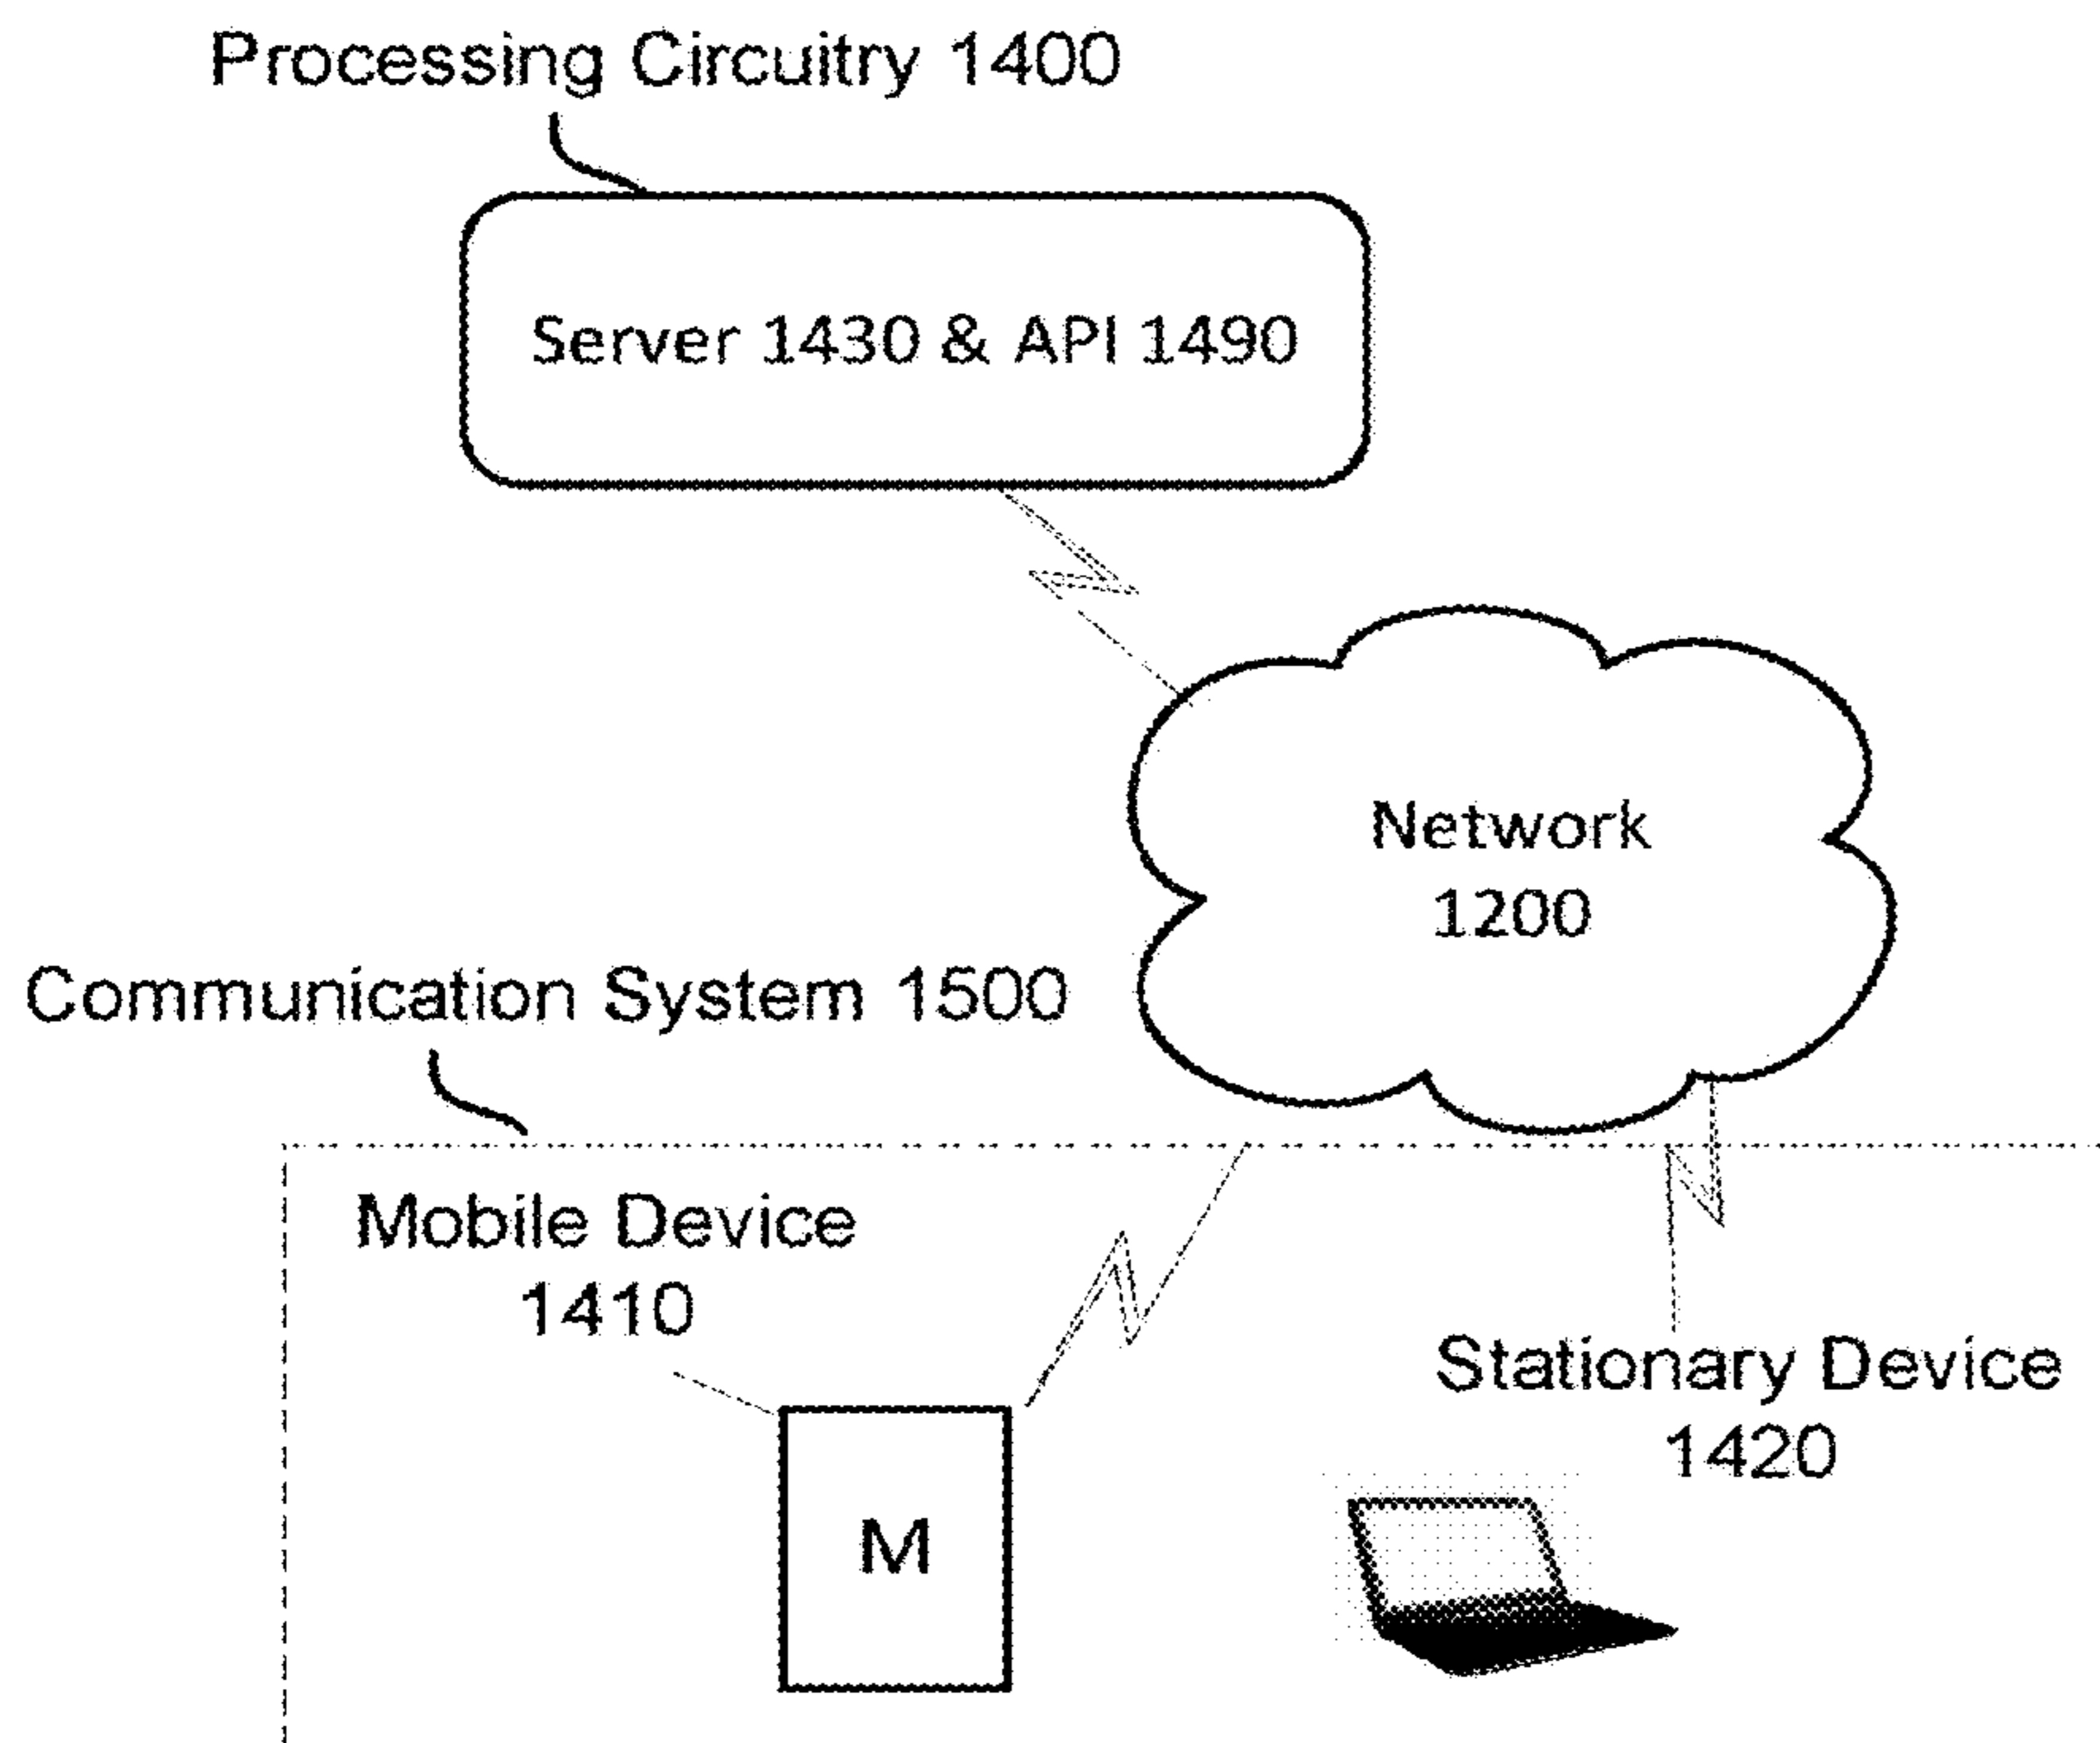 Processing Circuitry 1400
Server 1430 & API 1490
Network
1200
Communication System 1500
Mobile Device
1410
Stationary Device
1420
M